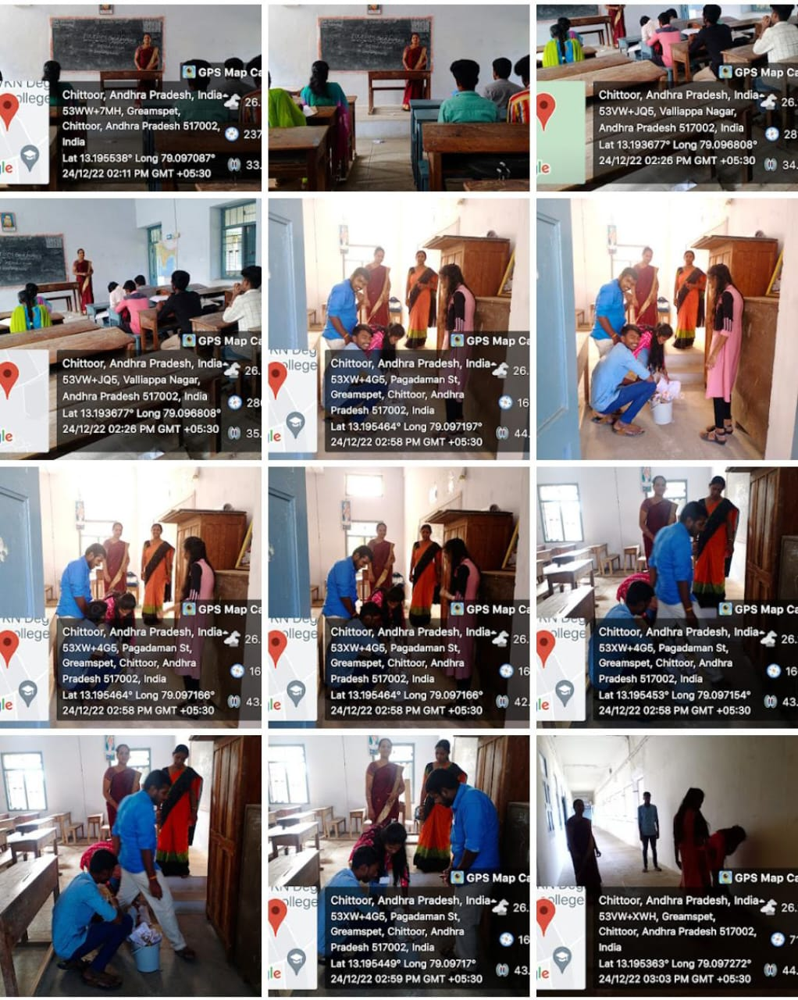 GPS Map Ca
KN Deg
ollege
Chittoor, Andhra Pradesh, India
53WW+7MH, Greamspet,
Chittoor, Andhra Pradesh 517002,
India
Lat 13.195538° Long 79.097087°
24/12/22 02:11 PM GMT +05:30
26.
237
33.
gle
GPS Map Ca
Chittoor, Andhra Pradesh, India
53VW+JQ5, Valliappa Nagar,
Andhra Pradesh 517002, India
Lat 13.193677° Long 79.096808°
24/12/22 02:26 PM GMT +05:30
26.
28
34.
gle
GPS Map Ca
Chittoor, Andhra Pradesh, India
53VW+JQ5, Valliappa Nagar,
Andhra Pradesh 517002, India
Lat 13.193677° Long 79.096808°
24/12/22 02:26 PM GMT +05:30
26.
280
35.
gle
GPS Map Ca
KN Deg
ollege
Chittoor, Andhra Pradesh, India
53XW+4G5, Pagadaman St,
Greamspet, Chittoor, Andhra
Pradesh 517002, India
Lat 13.195464° Long 79.097197°
24/12/22 02:58 PM GMT +05:30
26.
16
44.
gle
GPS Map Ca
KN Deg
ollege
Chittoor, Andhra Pradesh, India
53XW+4G5, Pagadaman St,
Greamspet, Chittoor, Andhra
Pradesh 517002, India
Lat 13.195464° Long 79.097166°
24/12/22 02:58 PM GMT +05:30
26.
16
43.
gle
GPS Map Ca
KN Deg
ollege
Chittoor, Andhra Pradesh, India
53XW+4G5, Pagadaman St,
Greamspet, Chittoor, Andhra
Pradesh 517002, India
Lat 13.195464° Long 79.097166°
24/12/22 02:58 PM GMT +05:30
26.
16
42.
gle
GPS Map Ca
KN Deg
ollege
Chittoor, Andhra Pradesh, India
53XW+4G5, Pagadaman St,
Greamspet, Chittoor, Andhra
Pradesh 517002, India
Lat 13.195453° Long 79.097154°
24/12/22 02:58 PM GMT +05:30
26.
16
43.
gle
GPS Map Ca
KN Deg
ollege
Chittoor, Andhra Pradesh, India
53XW+4G5, Pagadaman St,
Greamspet, Chittoor, Andhra
Pradesh 517002, India
Lat 13.195449° Long 79.09717°
24/12/22 02:59 PM GMT +05:30
26.
16
43.
gle
GPS Map Ca
KN Deg
ollege
Chittoor, Andhra Pradesh, India
53VW+XWH, Greamspet,
Chittoor, Andhra Pradesh 517002,
India
Lat 13.195363° Long 79.097272°
24/12/22 03:03 PM GMT +05:30
26.
71
44.
gle